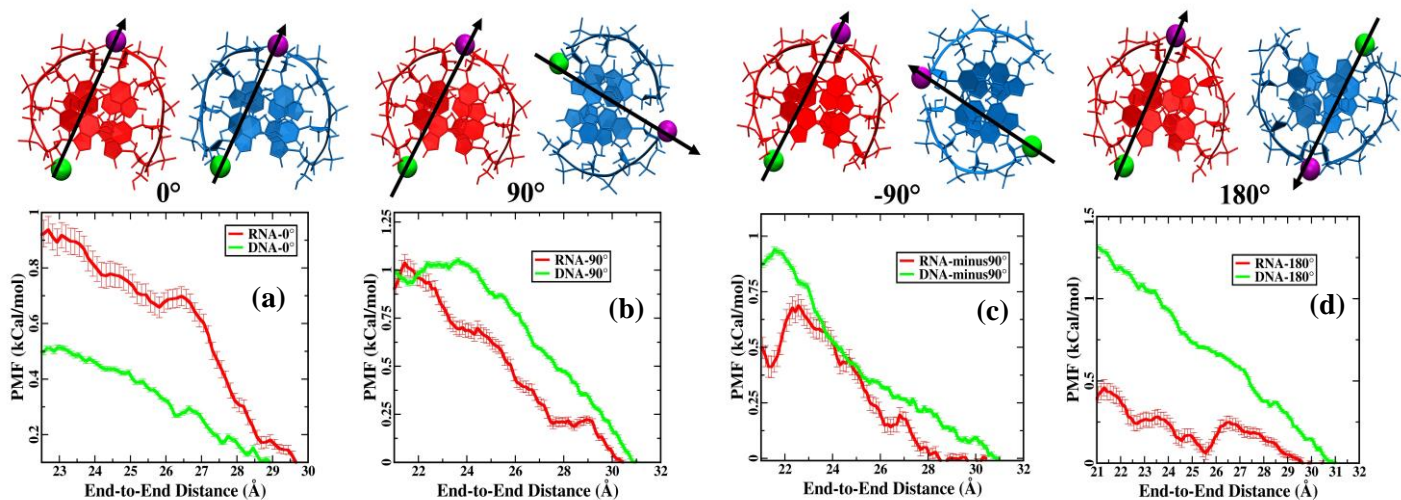 0°
90°
-90°
180°
1
0.8
0.6
0.4
0.2
PMF (kCal/mol)
RNA-0°
DNA-0°
(a)
23 24 25 26 27 28 29 30
End-to-End Distance (Å)
1.25
1
0.75
0.5
0.25
0
PMF (kCal/mol)
RNA-90°
DNA-90°
(b)
22 24 26 28 30 32
End-to-End Distance (Å)
1
0.75
0.5
0.25
0
PMF (kCal/mol)
RNA-minus90°
DNA-minus90°
(c)
22 24 26 28 30 32
End-to-End Distance (Å)
1.5
1
0.5
0
PMF (kCal/mol)
RNA-180°
DNA-180°
(d)
21 22 23 24 25 26 27 28 29 30 31 32
End-to-End Distance (Å)